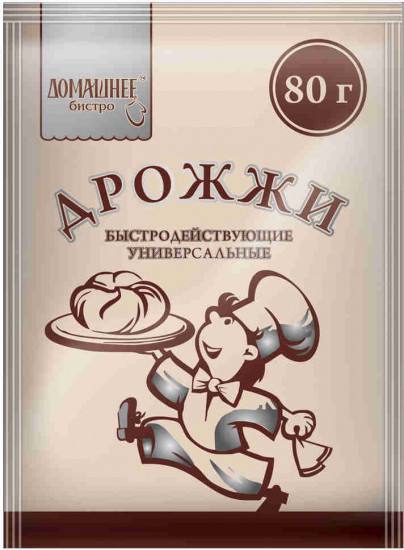 ДОМАШНЕЕ™
бистро
80 г
ДРОЖЖИ
БЫСТРОДЕЙСТВУЮЩИЕ
УНИВЕРСАЛЬНЫЕ